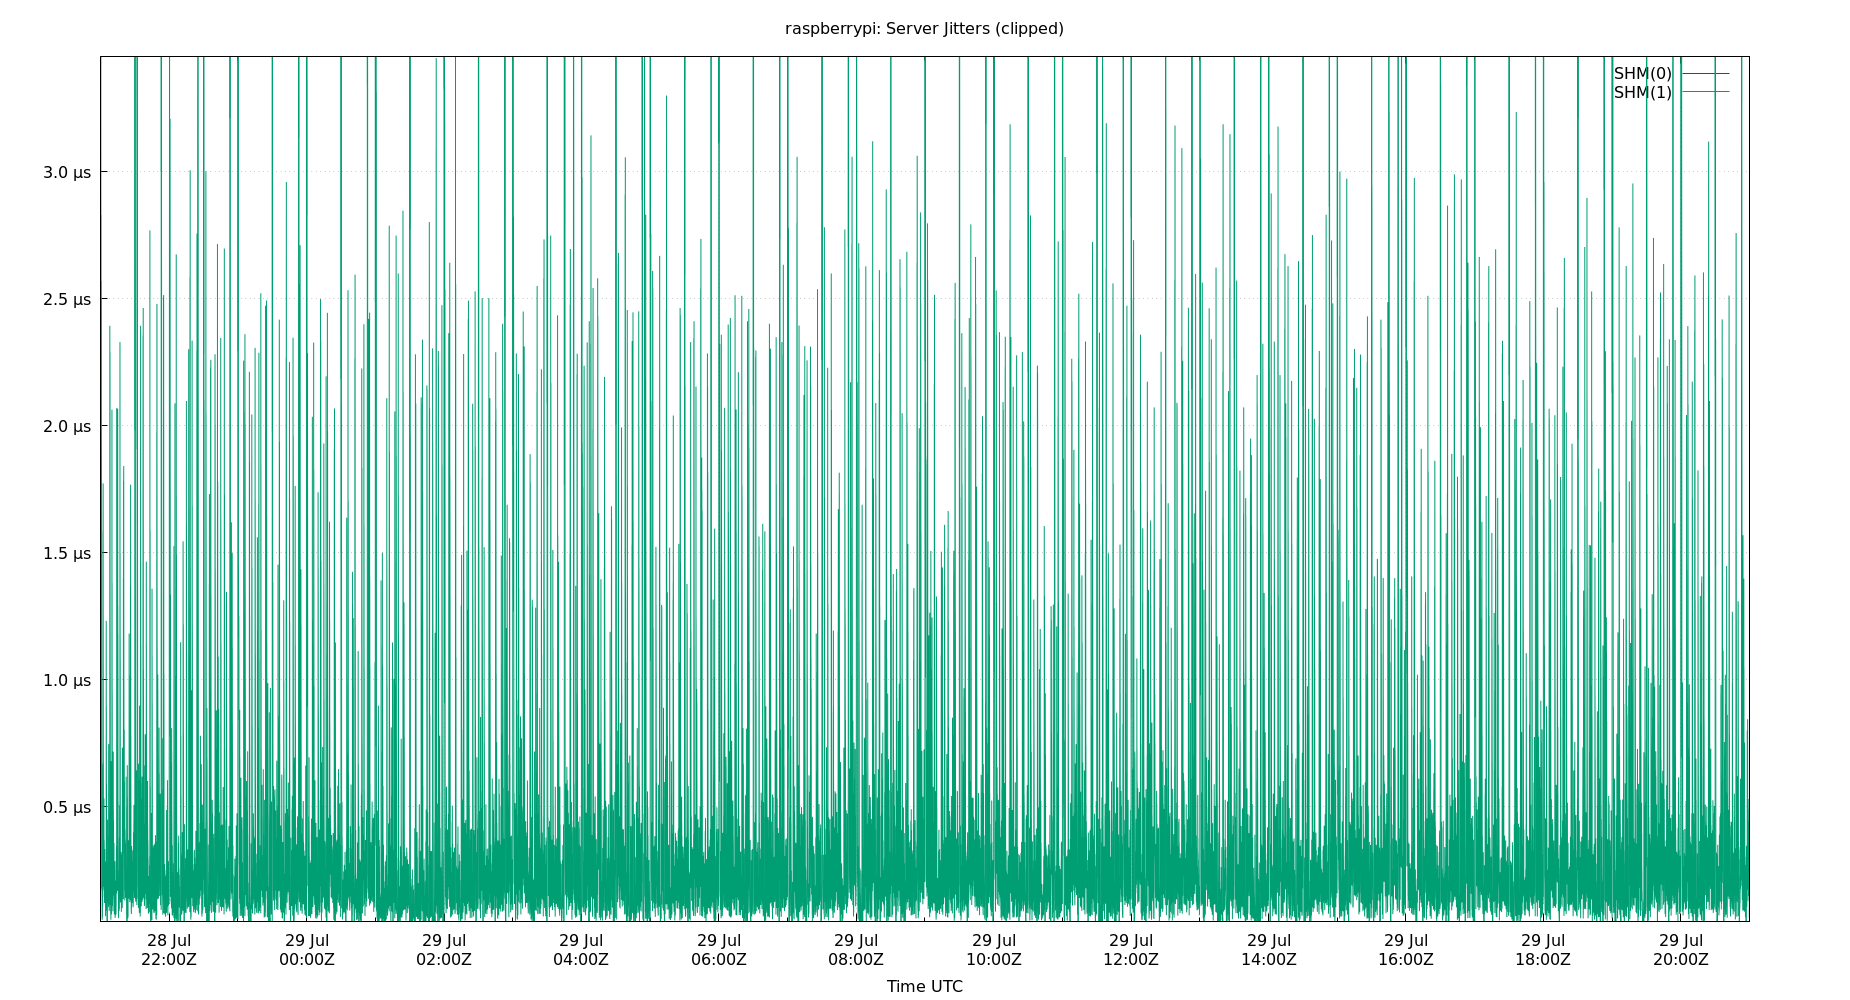 raspberrypi: Server Jitters (clipped)
SHM(0)
SHM(1)
3.0 µs
2.5 µs
2.0 µs
1.5 µs
1.0 µs
0.5 µs
28 Jul 29 Jul 29 Jul 29 Jul 29 Jul 29 Jul 29 Jul 29 Jul 29 Jul 29 Jul 29 Jul 29 Jul
22:00Z 00:00Z 02:00Z 04:00Z 06:00Z 08:00Z 10:00Z 12:00Z 14:00Z 16:00Z 18:00Z 20:00Z
Time UTC